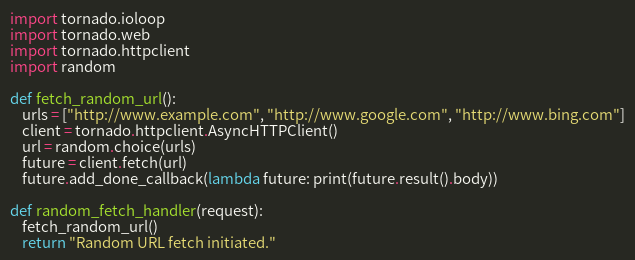 import tornado.ioloop
import tornado.web
import tornado.httpclient
import random

def fetch_random_url():
    urls = ["http://www.example.com", "http://www.google.com", "http://www.bing.com"]
    client = tornado.httpclient.AsyncHTTPClient()
    url = random.choice(urls)
    future = client.fetch(url)
    future.add_done_callback(lambda future: print(future.result().body))

def random_fetch_handler(request):
    fetch_random_url()
    return "Random URL fetch initiated."